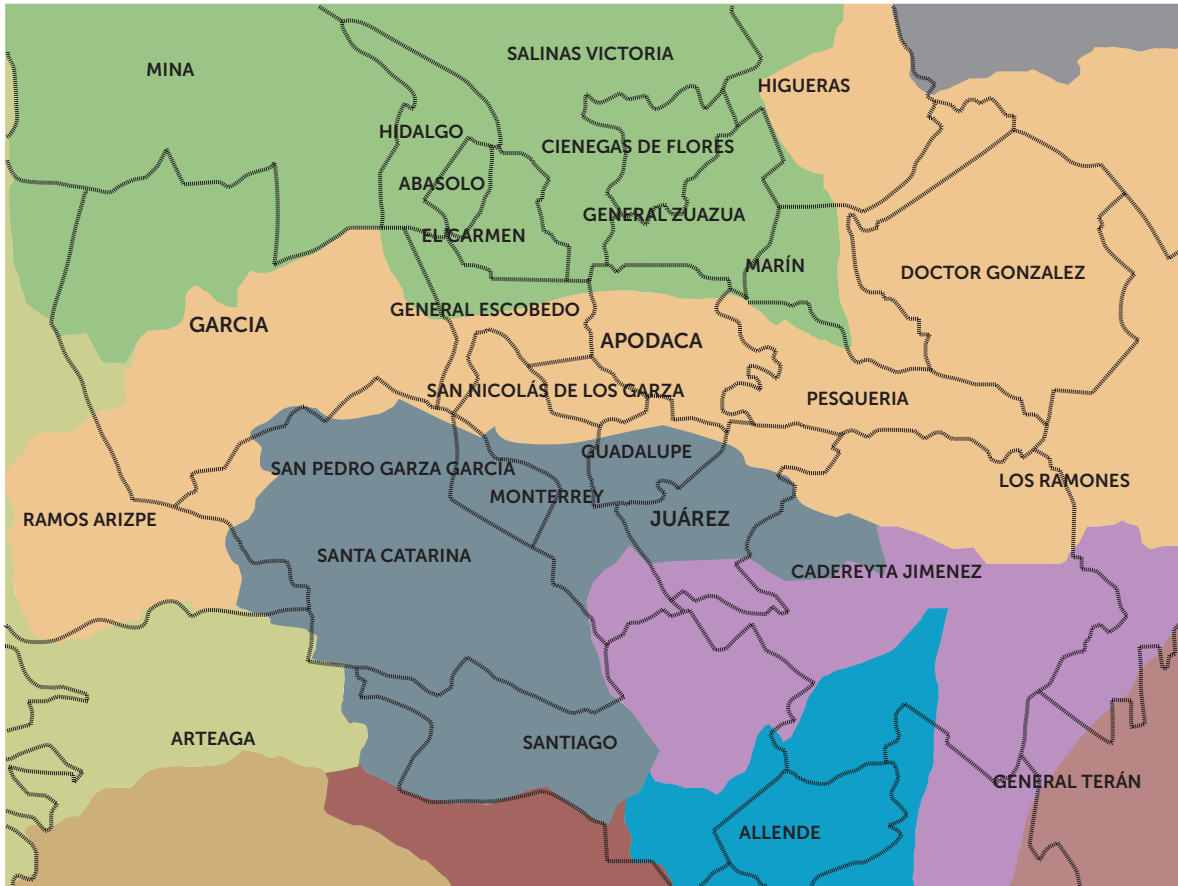 SALINAS VICTORIA
MINA
HIGUERAS
HIDALGO
CIENEGAS DE FLORES
ABASOLO
GENERAL ZUAZUA
EL CARMEN
MARÍN
DOCTOR GONZALEZ
GENERAL ESCOBEDO
GARCIA
APODACA
SAN NICOLÁS DE LOS GARZA
PESQUERIA
GUADALUPE
SAN PEDRO GARZA GARCÍA
LOS RAMONES
MONTERREY
RAMOS ARIZPE
JUÁREZ
SANTA CATARINA
CADEREYTA JIMENEZ
ARTEAGA
SANTIAGO
GENERAL TERÁN
ALLENDE